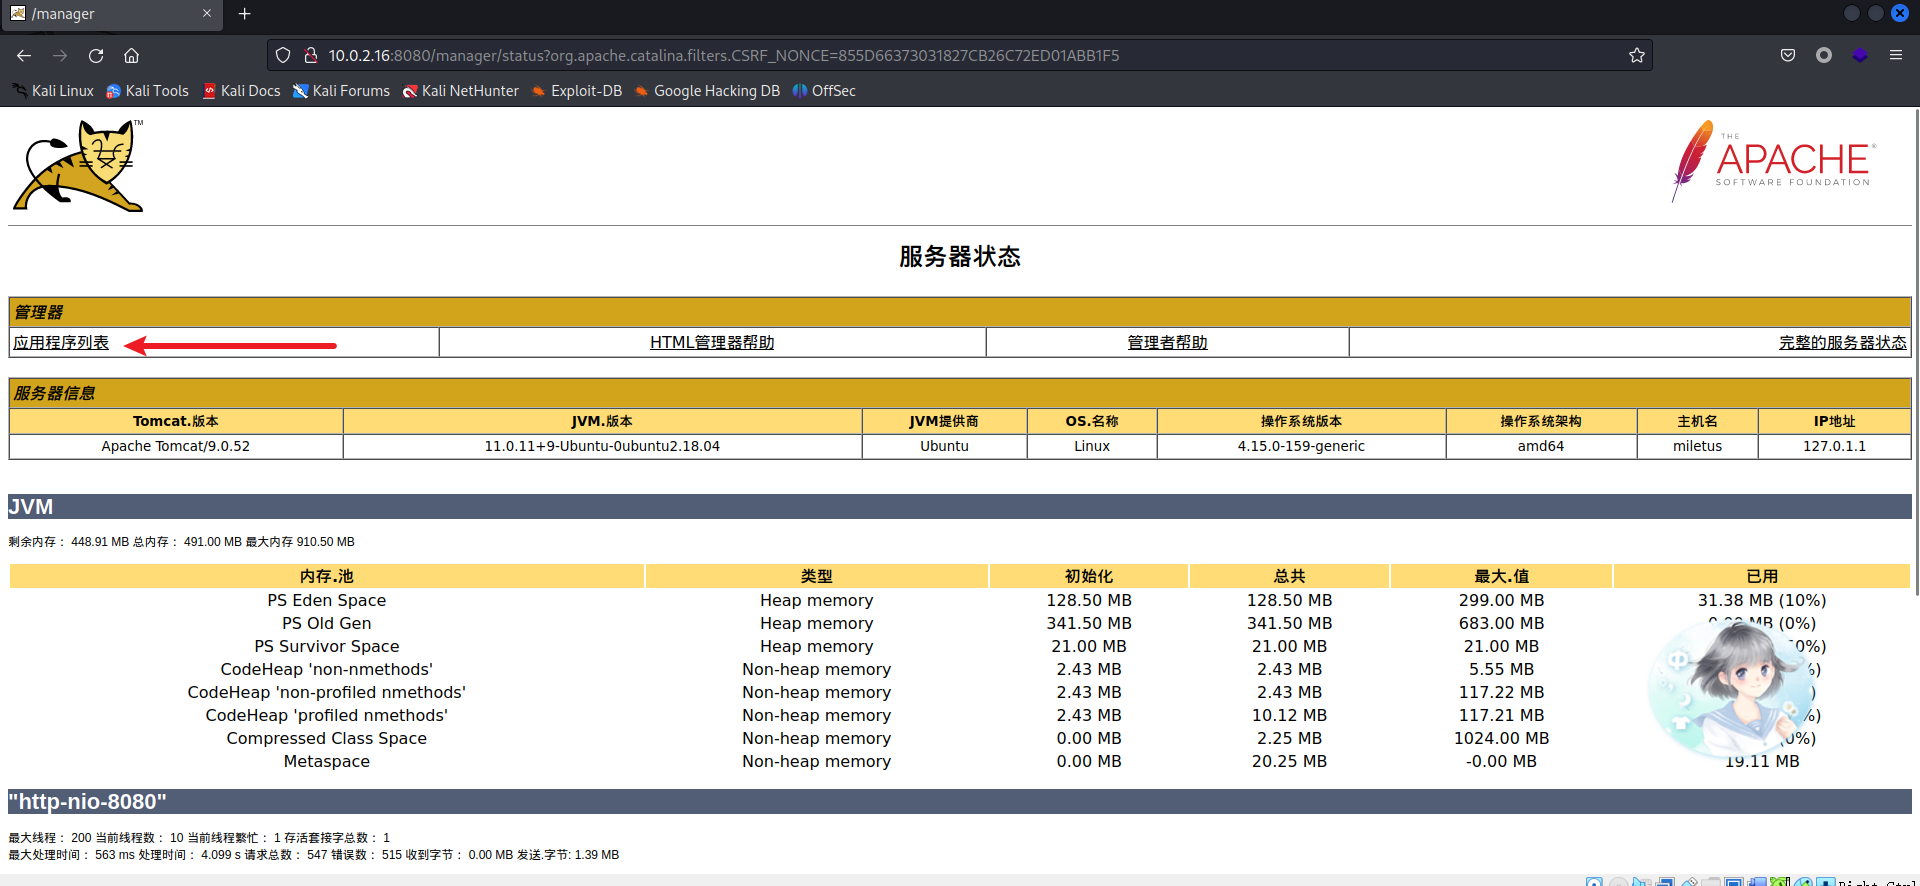 /manager
10.0.2.16:8080/manager/status?org.apache.catalina.filters.CSRF_NONCE=855D66373031827CB26C72ED01ABB1F5
Kali Linux Kali Tools Kali Docs Kali Forums Kali NetHunter Exploit-DB Google Hacking DB OffSec
TM
THE
APACHE®
SOFTWARE FOUNDATION
服务器状态
管理器
应用程序列表 HTML管理器帮助 管理者帮助 完整的服务器状态
服务器信息
Tomcat.版本 JVM.版本 JVM提供商 OS.名称 操作系统版本 操作系统架构 主机名 IP地址
Apache Tomcat/9.0.52 11.0.11+9-Ubuntu-0ubuntu2.18.04 Ubuntu Linux 4.15.0-159-generic amd64 miletus 127.0.1.1
JVM
剩余内存： 448.91 MB 总内存： 491.00 MB 最大内存 910.50 MB
内存.池 类型 初始化 总共 最大.值 已用
PS Eden Space Heap memory 128.50 MB 128.50 MB 299.00 MB 31.38 MB (10%)
PS Old Gen Heap memory 341.50 MB 341.50 MB 683.00 MB MB (0%)
PS Survivor Space Heap memory 21.00 MB 21.00 MB 21.00 MB
CodeHeap 'non-nmethods' Non-heap memory 2.43 MB 2.43 MB 5.55 MB
CodeHeap 'non-profiled nmethods' Non-heap memory 2.43 MB 2.43 MB 117.22 MB
CodeHeap 'profiled nmethods' Non-heap memory 2.43 MB 10.12 MB 117.21 MB
Compressed Class Space Non-heap memory 0.00 MB 2.25 MB 1024.00 MB (0%)
Metaspace Non-heap memory 0.00 MB 20.25 MB -0.00 MB 19.11 MB
中
"http-nio-8080"
最大线程： 200 当前线程数： 10 当前线程繁忙： 1 存活套接字总数： 1
最大处理时间： 563 ms 处理时间： 4.099 s 请求总数： 547 错误数： 515 收到字节： 0.00 MB 发送.字节: 1.39 MB
Right Ctrl